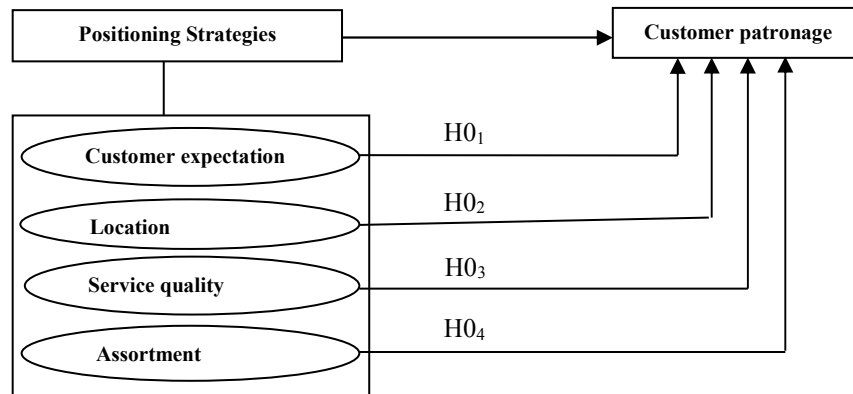 Positioning Strategies
Customer patronage
Customer expectation
H0₁
Location
H0₂
Service quality
H0₃
Assortment
H0₄